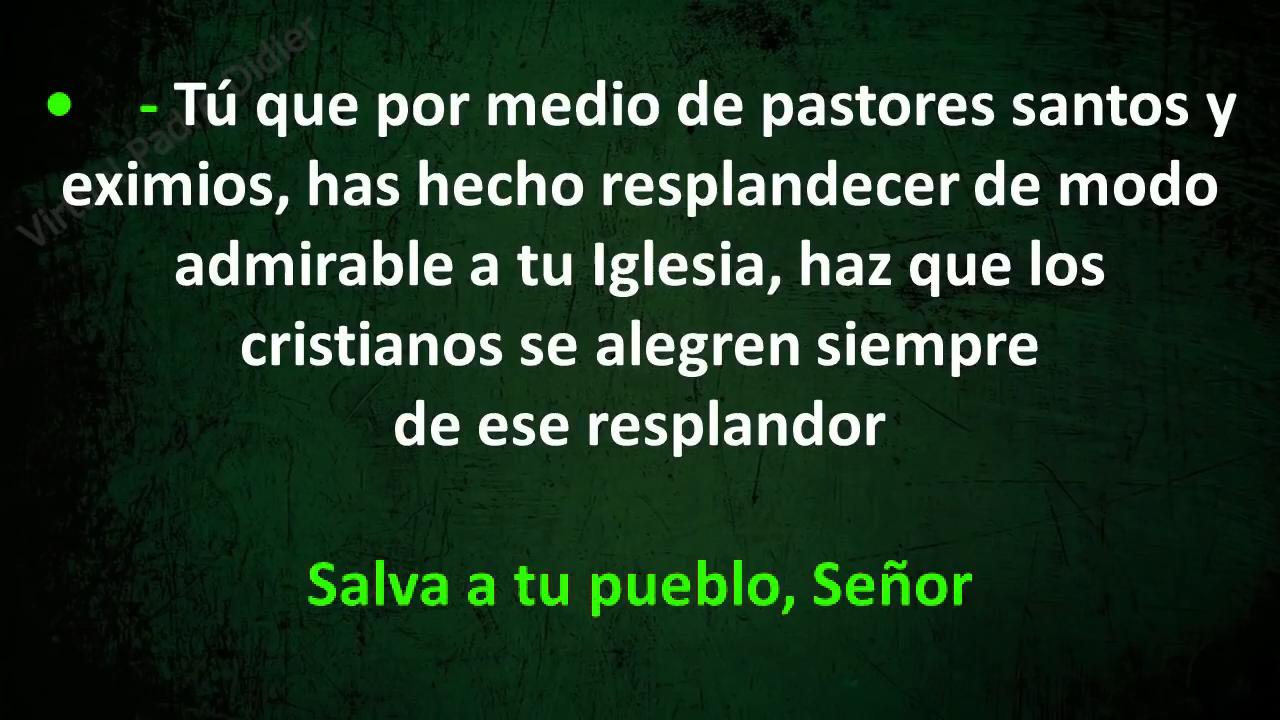 • - Tú que por medio de pastores santos y
eximios, has hecho resplandecer de modo
admirable a tu Iglesia, haz que los
cristianos se alegren siempre
de ese resplandor
Salva a tu pueblo, Señor